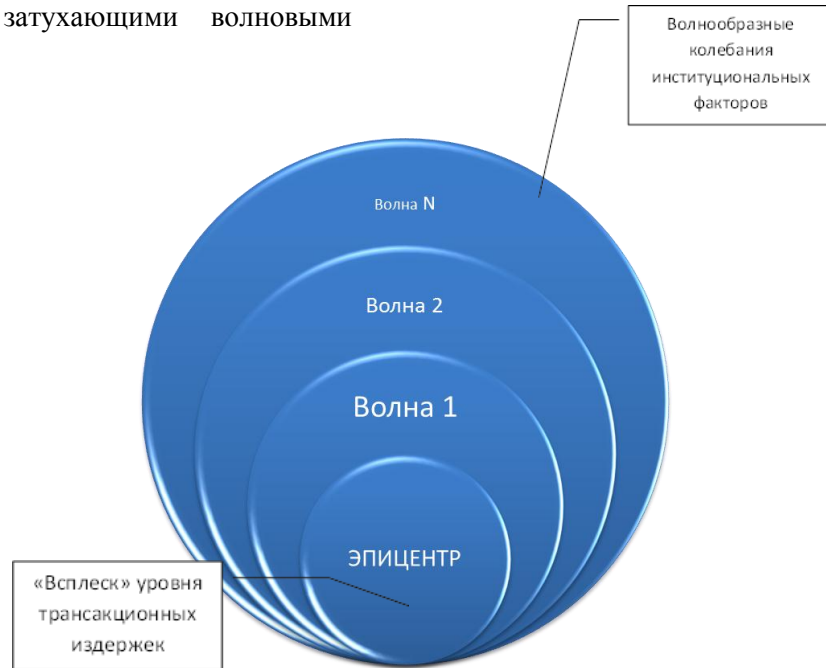 затухающими волновыми
Волнообразные
колебания
институциональных
факторов
Волна N
Волна 2
Волна 1
ЭПИЦЕНТР
«Всплеск» уровня
трансакционных
издержек